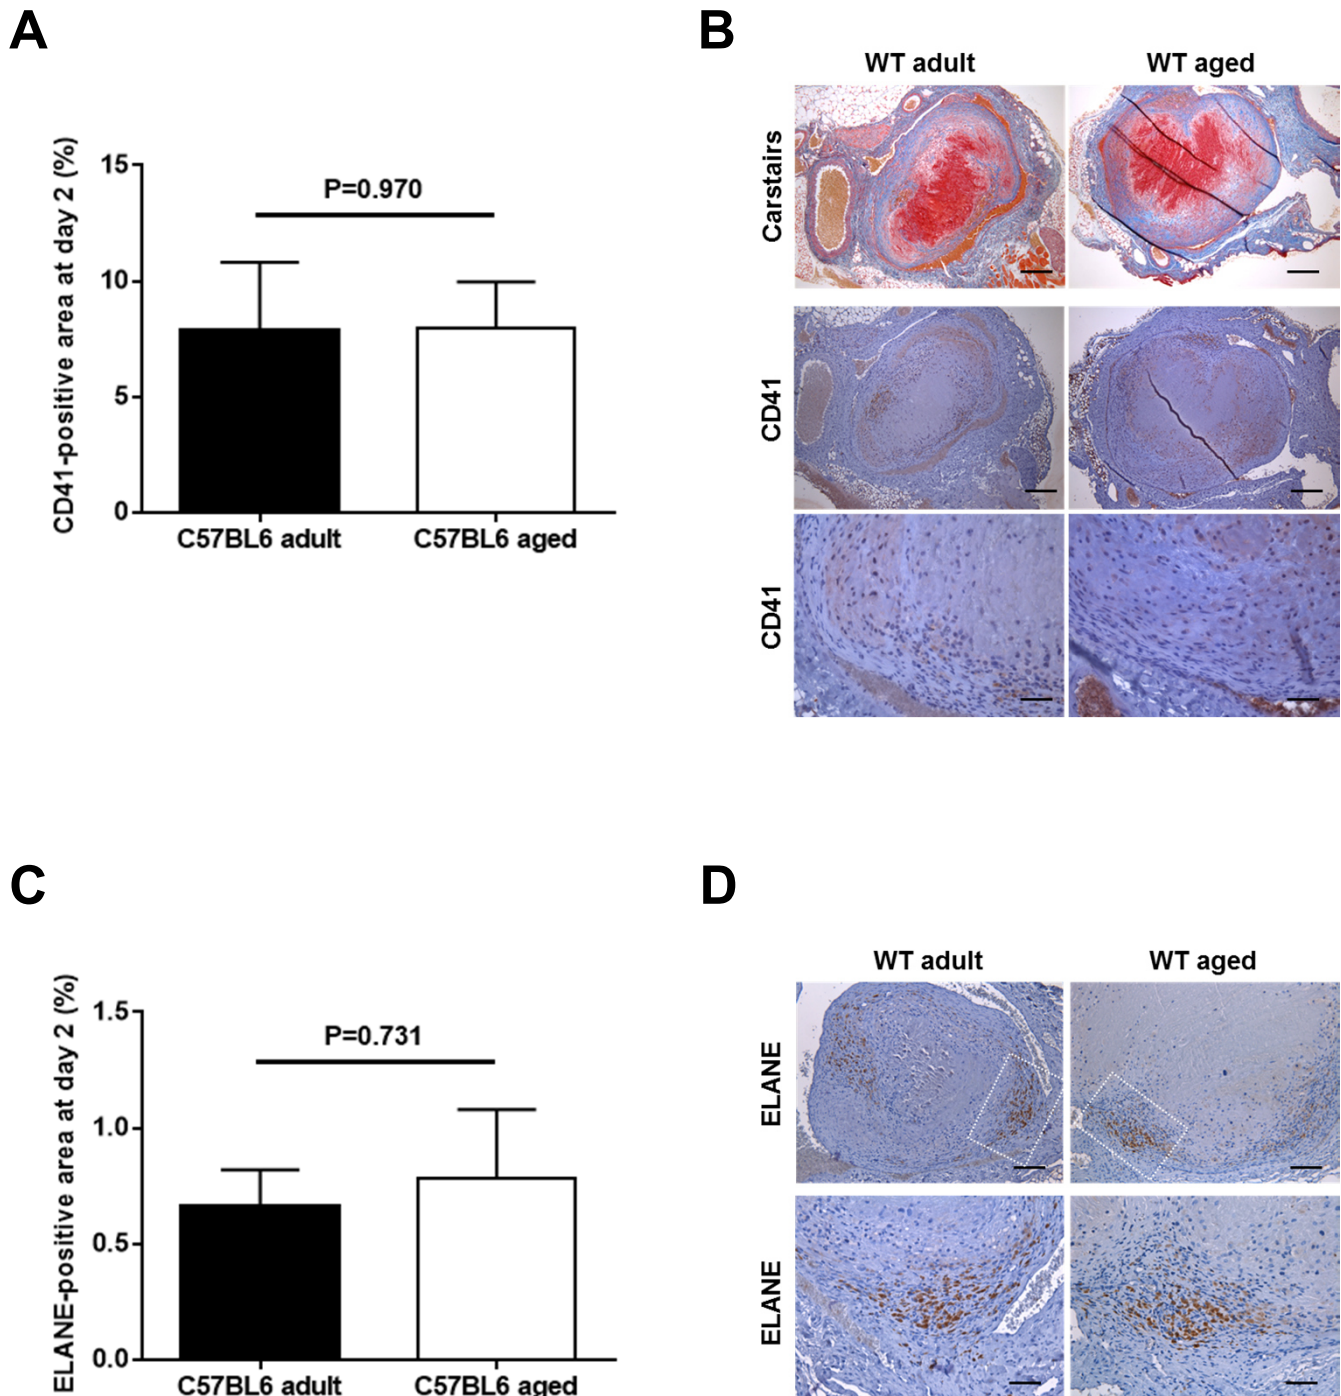 A
CD41-positive area at day 2 (%)
15
10
5
0
P=0.970
C57BL6 adult
C57BL6 aged
B
WT adult
WT aged
Carstairs
CD41
CD41
C
ELANE-positive area at day 2 (%)
1.5
1.0
0.5
0.0
P=0.731
C57BL6 adult
C57BL6 aged
D
WT adult
WT aged
ELANE
ELANE